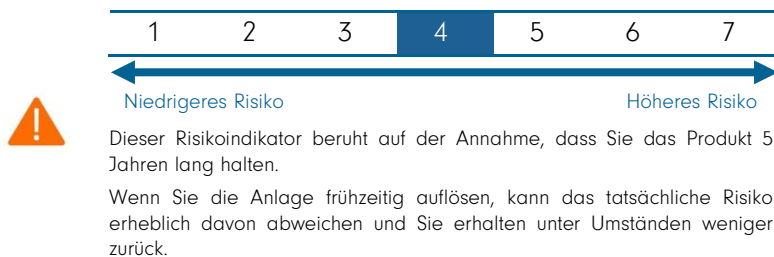 1 2 3 4 5 6 7
Niedrigeres Risiko Höheres Risiko
Dieser Risikoindikator beruht auf der Annahme, dass Sie das Produkt 5
Jahren lang halten.
Wenn Sie die Anlage frühzeitig auflösen, kann das tatsächliche Risiko
erheblich davon abweichen und Sie erhalten unter Umständen weniger
zurück.